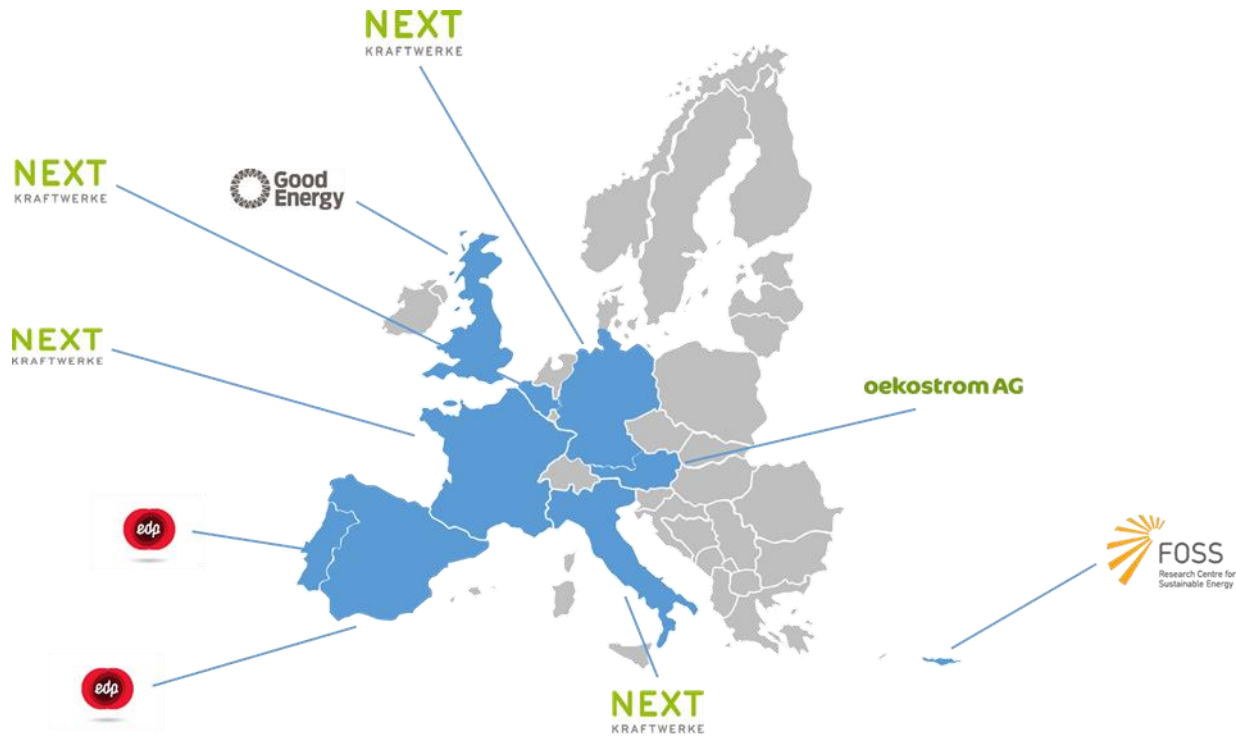 NEXT
KRAFTWERKE
NEXT
KRAFTWERKE
Good
Energy
NEXT
KRAFTWERKE
oekostrom AG
edp
FOSS
Research Centre for
Sustainable Energy
edp
NEXT
KRAFTWERKE